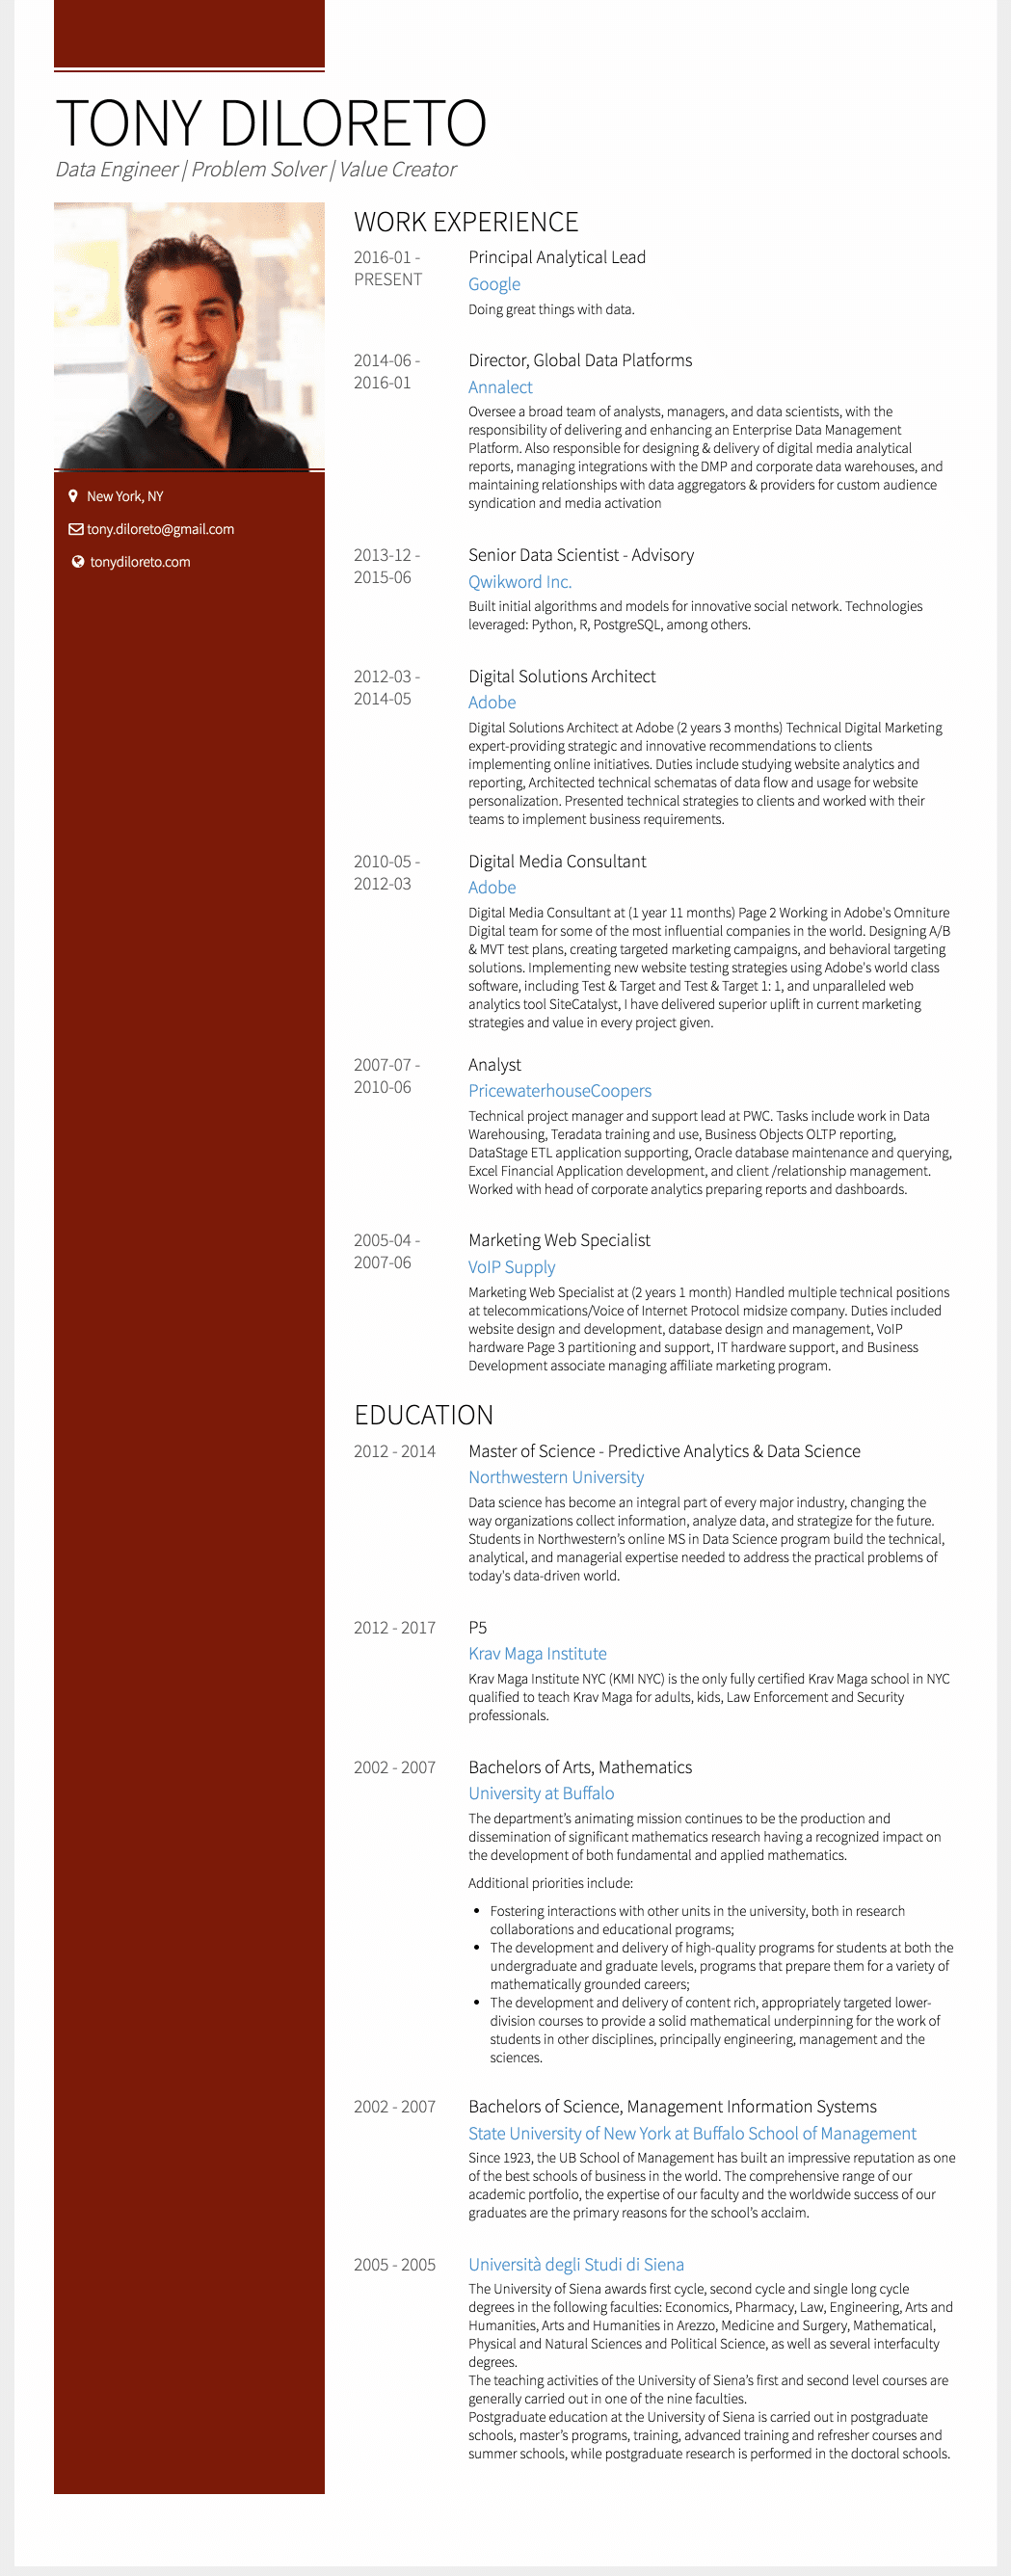 TONY DILORETO
Data Engineer | Problem Solver | Value Creator
New York, NY
tony.diloreto@gmail.com
tonydiloreto.com
WORK EXPERIENCE
2016-01 -
PRESENT
Principal Analytical Lead
Google
Doing great things with data.
2014-06 -
2016-01
Director, Global Data Platforms
Annalect
Oversee a broad team of analysts, managers, and data scientists, with the
responsibility of delivering and enhancing an Enterprise Data Management
Platform. Also responsible for designing & delivery of digital media analytical
reports, managing integrations with the DMP and corporate data warehouses, and
maintaining relationships with data aggregators & providers for custom audience
syndication and media activation
2013-12 -
2015-06
Senior Data Scientist - Advisory
Qwikword Inc.
Built initial algorithms and models for innovative social network. Technologies
leveraged: Python, R, PostgreSQL, among others.
2012-03 -
2014-05
Digital Solutions Architect
Adobe
Digital Solutions Architect at Adobe (2 years 3 months) Technical Digital Marketing
expert-providing strategic and innovative recommendations to clients
implementing online initiatives. Duties include studying website analytics and
reporting, Architected technical schematas of data flow and usage for website
personalization. Presented technical strategies to clients and worked with their
teams to implement business requirements.
2010-05 -
2012-03
Digital Media Consultant
Adobe
Digital Media Consultant at (1 year 11 months) Page 2 Working in Adobe's Omniture
Digital team for some of the most influential companies in the world. Designing A/B
& MVT test plans, creating targeted marketing campaigns, and behavioral targeting
solutions. Implementing new website testing strategies using Adobe's world class
software, including Test & Target and Test & Target 1: 1, and unparalleled web
analytics tool SiteCatalyst, I have delivered superior uplift in current marketing
strategies and value in every project given.
2007-07 -
2010-06
Analyst
PricewaterhouseCoopers
Technical project manager and support lead at PWC. Tasks include work in Data
Warehousing, Teradata training and use, Business Objects OLTP reporting,
DataStage ETL application supporting, Oracle database maintenance and querying,
Excel Financial Application development, and client /relationship management.
Worked with head of corporate analytics preparing reports and dashboards.
2005-04 -
2007-06
Marketing Web Specialist
VoIP Supply
Marketing Web Specialist at (2 years 1 month) Handled multiple technical positions
at telecommications/Voice of Internet Protocol midsize company. Duties included
website design and development, database design and management, VoIP
hardware Page 3 partitioning and support, IT hardware support, and Business
Development associate managing affiliate marketing program.
EDUCATION
2012 - 2014
Master of Science - Predictive Analytics & Data Science
Northwestern University
Data science has become an integral part of every major industry, changing the
way organizations collect information, analyze data, and strategize for the future.
Students in Northwestern’s online MS in Data Science program build the technical,
analytical, and managerial expertise needed to address the practical problems of
today's data-driven world.
2012 - 2017
P5
Krav Maga Institute
Krav Maga Institute NYC (KMI NYC) is the only fully certified Krav Maga school in NYC
qualified to teach Krav Maga for adults, kids, Law Enforcement and Security
professionals.
2002 - 2007
Bachelors of Arts, Mathematics
University at Buffalo
The department’s animating mission continues to be the production and
dissemination of significant mathematics research having a recognized impact on
the development of both fundamental and applied mathematics.
Additional priorities include:
• Fostering interactions with other units in the university, both in research
collaborations and educational programs;
• The development and delivery of high-quality programs for students at both the
undergraduate and graduate levels, programs that prepare them for a variety of
mathematically grounded careers;
• The development and delivery of content rich, appropriately targeted lower-
division courses to provide a solid mathematical underpinning for the work of
students in other disciplines, principally engineering, management and the
sciences.
2002 - 2007
Bachelors of Science, Management Information Systems
State University of New York at Buffalo School of Management
Since 1923, the UB School of Management has built an impressive reputation as one
of the best schools of business in the world. The comprehensive range of our
academic portfolio, the expertise of our faculty and the worldwide success of our
graduates are the primary reasons for the school’s acclaim.
2005 - 2005
Università degli Studi di Siena
The University of Siena awards first cycle, second cycle and single long cycle
degrees in the following faculties: Economics, Pharmacy, Law, Engineering, Arts and
Humanities, Arts and Humanities in Arezzo, Medicine and Surgery, Mathematical,
Physical and Natural Sciences and Political Science, as well as several interfaculty
degrees.
The teaching activities of the University of Siena’s first and second level courses are
generally carried out in one of the nine faculties.
Postgraduate education at the University of Siena is carried out in postgraduate
schools, master’s programs, training, advanced training and refresher courses and
summer schools, while postgraduate research is performed in the doctoral schools.